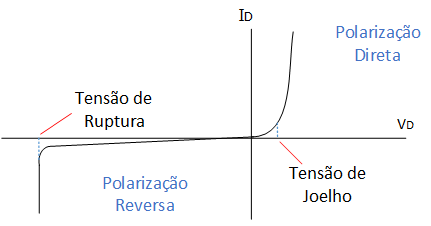 ID
Polarização
Direta
Tensão de
Ruptura
VD
Tensão de
Joelho
Polarização
Reversa